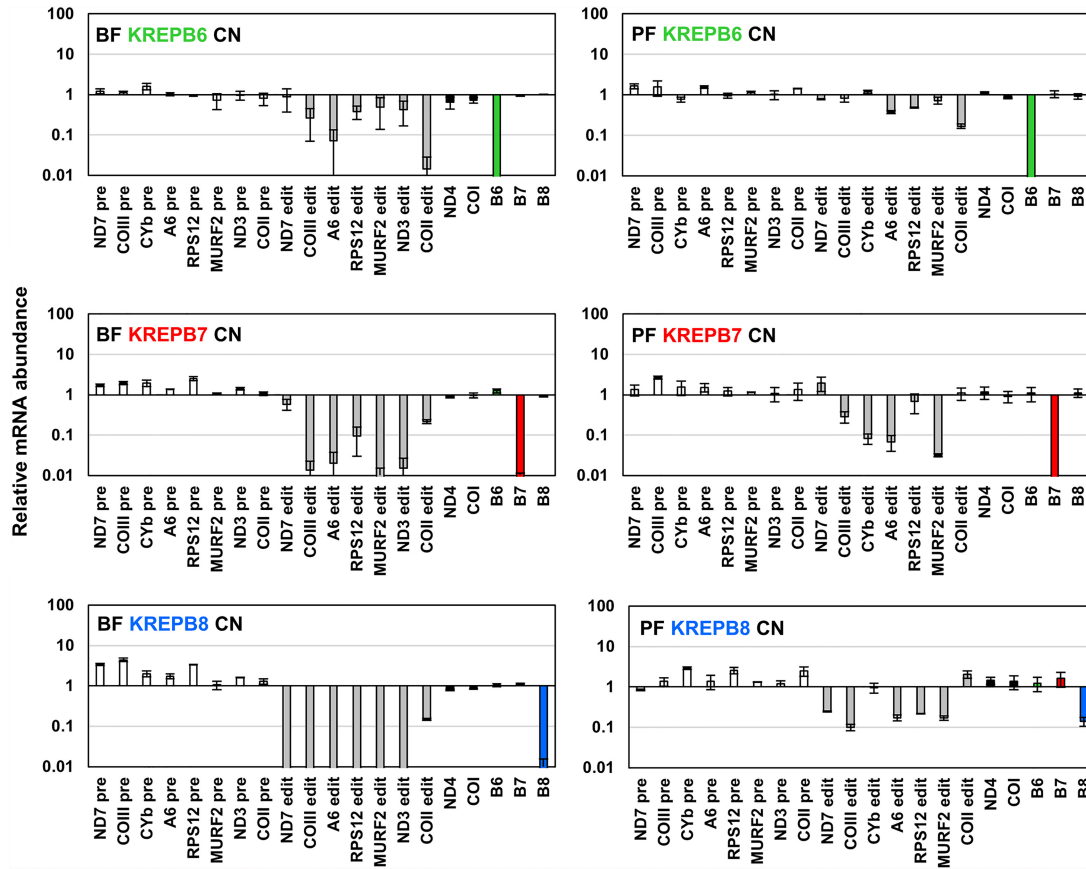 Relative mRNA abundance
BF KREPB6 CN
100
10
1
0.1
0.01
ND7 pre
COIII pre
CYb pre
A6 pre
RPS12 pre
MURF2 pre
ND3 pre
COII pre
ND7 edit
COIII edit
A6 edit
RPS12 edit
MURF2 edit
ND3 edit
COII edit
ND4
COI
B6
B7
B8
PF KREPB6 CN
100
10
1
0.1
0.01
ND7 pre
COIII pre
CYb pre
A6 pre
RPS12 pre
MURF2 pre
ND3 pre
COII pre
ND7 edit
COIII edit
CYb edit
A6 edit
RPS12 edit
MURF2 edit
COII edit
ND4
COI
B6
B7
B8
BF KREPB7 CN
100
10
1
0.1
0.01
ND7 pre
COIII pre
CYb pre
A6 pre
RPS12 pre
MURF2 pre
ND3 pre
COII pre
ND7 edit
COIII edit
A6 edit
RPS12 edit
MURF2 edit
ND3 edit
COII edit
ND4
COI
B6
B7
B8
PF KREPB7 CN
100
10
1
0.1
0.01
ND7 pre
COIII pre
CYb pre
A6 pre
RPS12 pre
MURF2 pre
ND3 pre
COII pre
ND7 edit
COIII edit
CYb edit
A6 edit
RPS12 edit
MURF2 edit
COII edit
ND4
COI
B6
B7
B8
BF KREPB8 CN
100
10
1
0.1
0.01
ND7 pre
COIII pre
CYb pre
A6 pre
RPS12 pre
MURF2 pre
ND3 pre
COII pre
ND7 edit
COIII edit
A6 edit
RPS12 edit
MURF2 edit
ND3 edit
COII edit
ND4
COI
B6
B7
B8
PF KREPB8 CN
100
10
1
0.1
0.01
ND7 pre
COIII pre
CYb pre
A6 pre
RPS12 pre
MURF2 pre
ND3 pre
COII pre
ND7 edit
COIII edit
CYb edit
A6 edit
RPS12 edit
MURF2 edit
COII edit
ND4
COI
B6
B7
B8